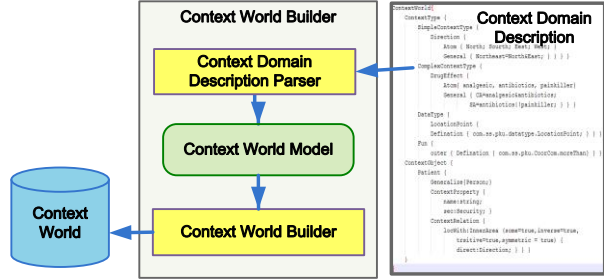 Context World Builder
Context Domain
Description Parser
Context World Model
Context World Builder
Context
World
Context Domain
Description
ContextWorld{
ContextType {
SimpleContextType {
Direction {
Atom { North; South; East; West; }
General { Northeast=North&East; } } } }
ComplexContextType {
DrugEffect {
Atom{ analgesic, antibiotics, painkiller}
General { CA=analgesic&antibiotics;
SA=antibiotics||painkiller; } } }
DataType {
LocationPoint {
Defination { com.ss.pku.datatype.LocationPoint; } } }
Fun {
outer { Defination { com.ss.pku.CoorCom.moreThan} } }
ContextObject {
Patient {
Generalize{Person;}
ContextProperty {
name:string;
sec:Security; }
ContextRelation {
locWith:InnerArea {some=true,inverse=true,
transitive=true,symmetric = true} {
direct:Direction; } } }